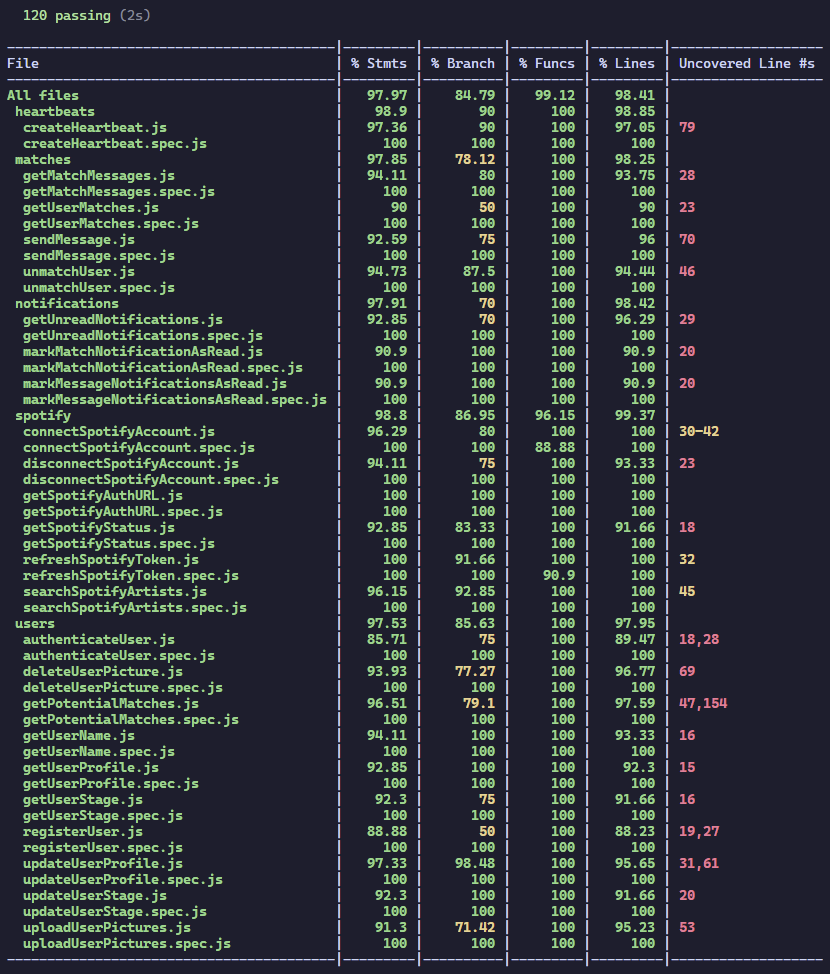 120 passing (2s)
File | % Stmts | % Branch | % Funcs | % Lines | Uncovered Line #s
All files | 97.97 | 84.79 | 99.12 | 98.41 |
heartbeats | 98.9 | 90 | 100 | 98.85 |
createHeartbeat.js | 97.36 | 90 | 100 | 97.05 | 79
createHeartbeat.spec.js | 100 | 100 | 100 | 100 |
matches | 97.85 | 78.12 | 100 | 98.25 |
getMatchMessages.js | 94.11 | 80 | 100 | 93.75 | 28
getMatchMessages.spec.js | 100 | 100 | 100 | 100 |
getUserMatches.js | 90 | 50 | 100 | 90 | 23
getUserMatches.spec.js | 100 | 100 | 100 | 100 |
sendMessage.js | 92.59 | 75 | 100 | 96 | 70
sendMessage.spec.js | 100 | 100 | 100 | 100 |
unmatchUser.js | 94.73 | 87.5 | 100 | 94.44 | 46
unmatchUser.spec.js | 100 | 100 | 100 | 100 |
notifications | 97.91 | 70 | 100 | 98.42 |
getUnreadNotifications.js | 92.85 | 70 | 100 | 96.29 | 29
getUnreadNotifications.spec.js | 100 | 100 | 100 | 100 |
markMatchNotificationAsRead.js | 90.9 | 100 | 100 | 90.9 | 20
markMatchNotificationAsRead.spec.js | 100 | 100 | 100 | 100 |
markMessageNotificationsAsRead.js | 90.9 | 100 | 100 | 90.9 | 20
markMessageNotificationsAsRead.spec.js | 100 | 100 | 100 | 100 |
spotify | 98.8 | 86.95 | 96.15 | 99.37 |
connectSpotifyAccount.js | 96.29 | 80 | 100 | 100 | 30-42
connectSpotifyAccount.spec.js | 100 | 100 | 88.88 | 100 |
disconnectSpotifyAccount.js | 94.11 | 75 | 100 | 93.33 | 23
disconnectSpotifyAccount.spec.js | 100 | 100 | 100 | 100 |
getSpotifyAuthURL.js | 100 | 100 | 100 | 100 |
getSpotifyAuthURL.spec.js | 100 | 100 | 100 | 100 |
getSpotifyStatus.js | 92.85 | 83.33 | 100 | 91.66 | 18
getSpotifyStatus.spec.js | 100 | 100 | 100 | 100 |
refreshSpotifyToken.js | 100 | 91.66 | 100 | 100 | 32
refreshSpotifyToken.spec.js | 100 | 100 | 90.9 | 100 |
searchSpotifyArtists.js | 96.15 | 92.85 | 100 | 100 | 45
searchSpotifyArtists.spec.js | 100 | 100 | 100 | 100 |
users | 97.53 | 85.63 | 100 | 97.95 |
authenticateUser.js | 85.71 | 75 | 100 | 89.47 | 18,28
authenticateUser.spec.js | 100 | 100 | 100 | 100 |
deleteUserPicture.js | 93.93 | 77.27 | 100 | 96.77 | 69
deleteUserPicture.spec.js | 100 | 100 | 100 | 100 |
getPotentialMatches.js | 96.51 | 79.1 | 100 | 97.59 | 47,154
getPotentialMatches.spec.js | 100 | 100 | 100 | 100 |
getUserName.js | 94.11 | 100 | 100 | 93.33 | 16
getUserName.spec.js | 100 | 100 | 100 | 100 |
getUserProfile.js | 92.85 | 100 | 100 | 92.3 | 15
getUserProfile.spec.js | 100 | 100 | 100 | 100 |
getUserStage.js | 92.3 | 75 | 100 | 91.66 | 16
getUserStage.spec.js | 100 | 100 | 100 | 100 |
registerUser.js | 88.88 | 50 | 100 | 88.23 | 19,27
registerUser.spec.js | 100 | 100 | 100 | 100 |
updateUserProfile.js | 97.33 | 98.48 | 100 | 95.65 | 31,61
updateUserProfile.spec.js | 100 | 100 | 100 | 100 |
updateUserStage.js | 92.3 | 100 | 100 | 91.66 | 20
updateUserStage.spec.js | 100 | 100 | 100 | 100 |
uploadUserPictures.js | 91.3 | 71.42 | 100 | 95.23 | 53
uploadUserPictures.spec.js | 100 | 100 | 100 | 100 |